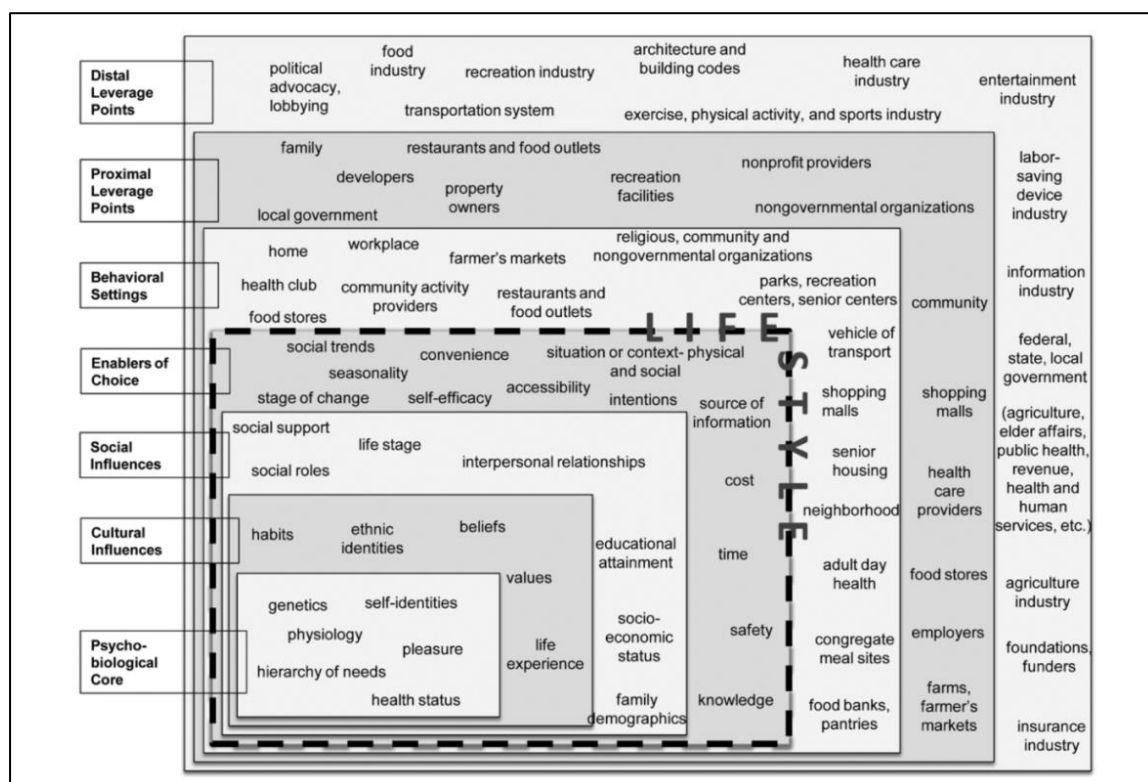 Distal
Leverage
Points
political
advocacy,
lobbying
food
industry
recreation industry
architecture and
building codes
health care
industry
entertainment
industry
transportation system
exercise, physical activity, and sports industry
labor-
saving
device
industry
information
industry
federal,
state, local
government
(agriculture,
elder affairs,
public health,
revenue,
health and
human
services, etc.)
agriculture
industry
foundations,
funders
insurance
industry
Proximal
Leverage
Points
family
restaurants and food outlets
nonprofit providers
developers
property
owners
recreation
facilities
local government
nongovernmental organizations
community
shopping
malls
health
care
providers
food stores
employers
farms,
farmer's
markets
Behavioral
Settings
home
workplace
farmer's markets
religious, community and
nongovernmental organizations
health club
community activity
providers
restaurants and
food outlets
parks, recreation
centers, senior centers
food stores
vehicle of
transport
shopping
malls
senior
housing
neighborhood
adult day
health
congregate
meal sites
food banks,
pantries
LIFE
STYLE
Enablers of
Choice
social trends
convenience
situation or context- physical
and social
seasonality
accessibility
stage of change
self-efficacy
intentions
source of
information
cost
time
safety
knowledge
Social
Influences
social support
life stage
social roles
interpersonal relationships
educational
attainment
socio-
economic
status
family
demographics
Cultural
Influences
habits
ethnic
identities
beliefs
values
life
experience
Psycho-
biological
Core
genetics
self-identities
physiology
pleasure
hierarchy of needs
health status